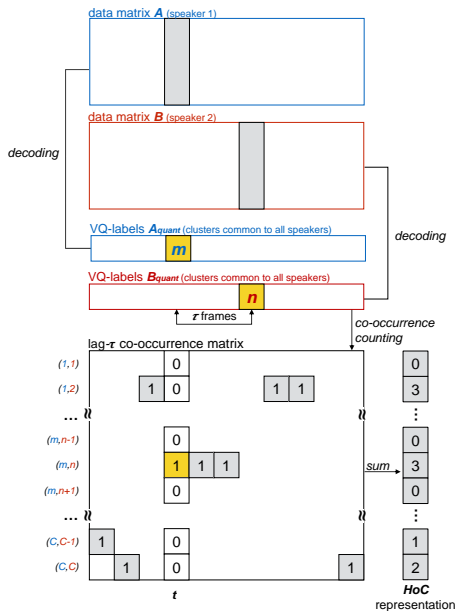 data matrix A (speaker 1)
data matrix B (speaker 2)
decoding
VQ-labels Aquant (clusters common to all speakers)
m
decoding
VQ-labels Bquant (clusters common to all speakers)
n
τ frames
co-occurrence
counting
lag-τ co-occurrence matrix
(1,1) 0 0
(1,2) 1 0 1 1 3
... ≈ ≈ ⋮
(m,n-1) 0 0
(m,n) 1 1 1 sum 3
(m,n+1) 0 0
... ≈ ≈ ⋮
(C,C-1) 1 0 1
(C,C) 1 0 1 2
t HoC
representation